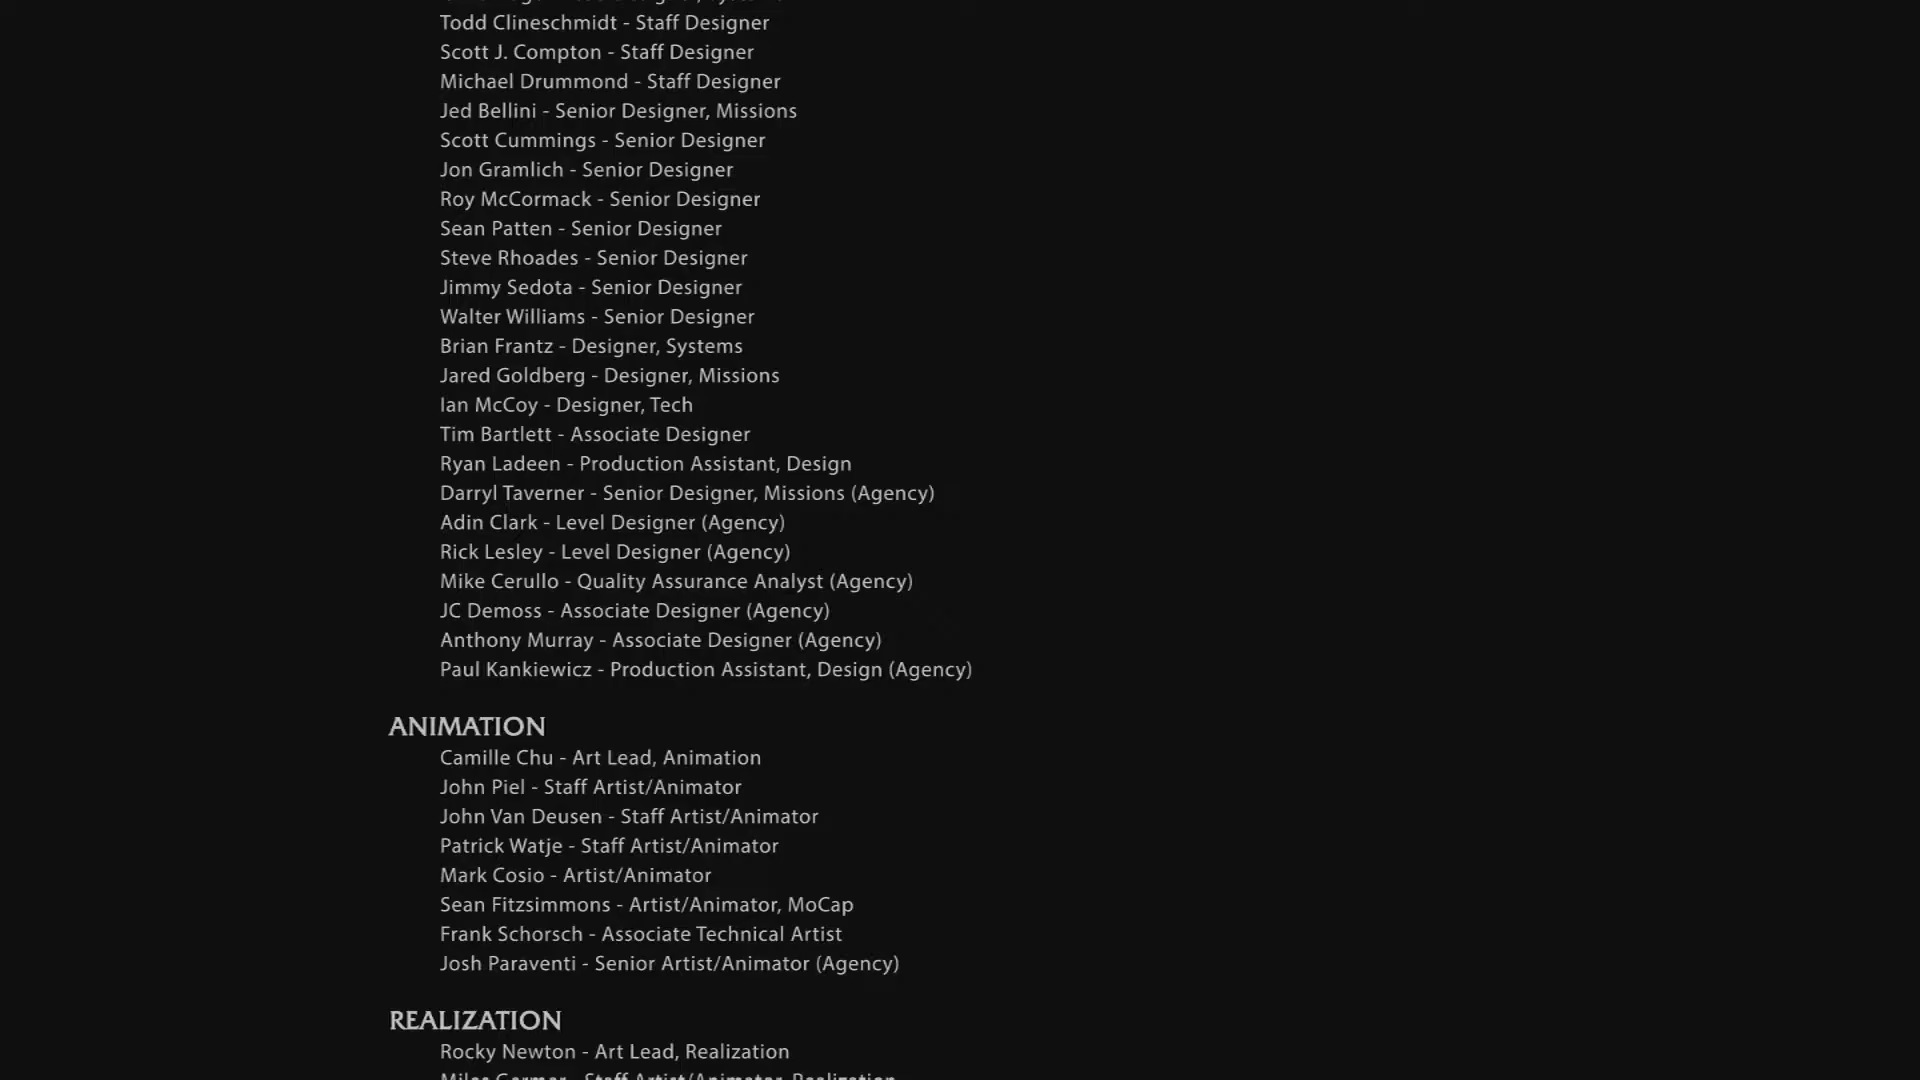 Todd Clineschmidt - Staff Designer
Scott J. Compton - Staff Designer
Michael Drummond - Staff Designer
Jed Bellini - Senior Designer, Missions
Scott Cummings - Senior Designer
Jon Gramlich - Senior Designer
Roy McCormack - Senior Designer
Sean Patten - Senior Designer
Steve Rhoades - Senior Designer
Jimmy Sedota - Senior Designer
Walter Williams - Senior Designer
Brian Frantz - Designer, Systems
Jared Goldberg - Designer, Missions
Ian McCoy - Designer, Tech
Tim Bartlett - Associate Designer
Ryan Ladeen - Production Assistant, Design
Darryl Taverner - Senior Designer, Missions (Agency)
Adin Clark - Level Designer (Agency)
Rick Lesley - Level Designer (Agency)
Mike Cerullo - Quality Assurance Analyst (Agency)
JC Demoss - Associate Designer (Agency)
Anthony Murray - Associate Designer (Agency)
Paul Kankiewicz - Production Assistant, Design (Agency)
ANIMATION
Camille Chu - Art Lead, Animation
John Piel - Staff Artist/Animator
John Van Deusen - Staff Artist/Animator
Patrick Watje - Staff Artist/Animator
Mark Cosio - Artist/Animator
Sean Fitzsimmons - Artist/Animator, MoCap
Frank Schorsch - Associate Technical Artist
Josh Paraventi - Senior Artist/Animator (Agency)
REALIZATION
Rocky Newton - Art Lead, Realization
Staff Artist/Animator, Realization